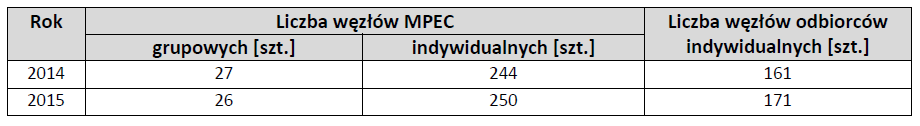 Rok Liczba węzłów MPEC Liczba węzłów odbiorców
grupowych [szt.] indywidualnych [szt.] indywidualnych [szt.]
2014 27 244 161
2015 26 250 171